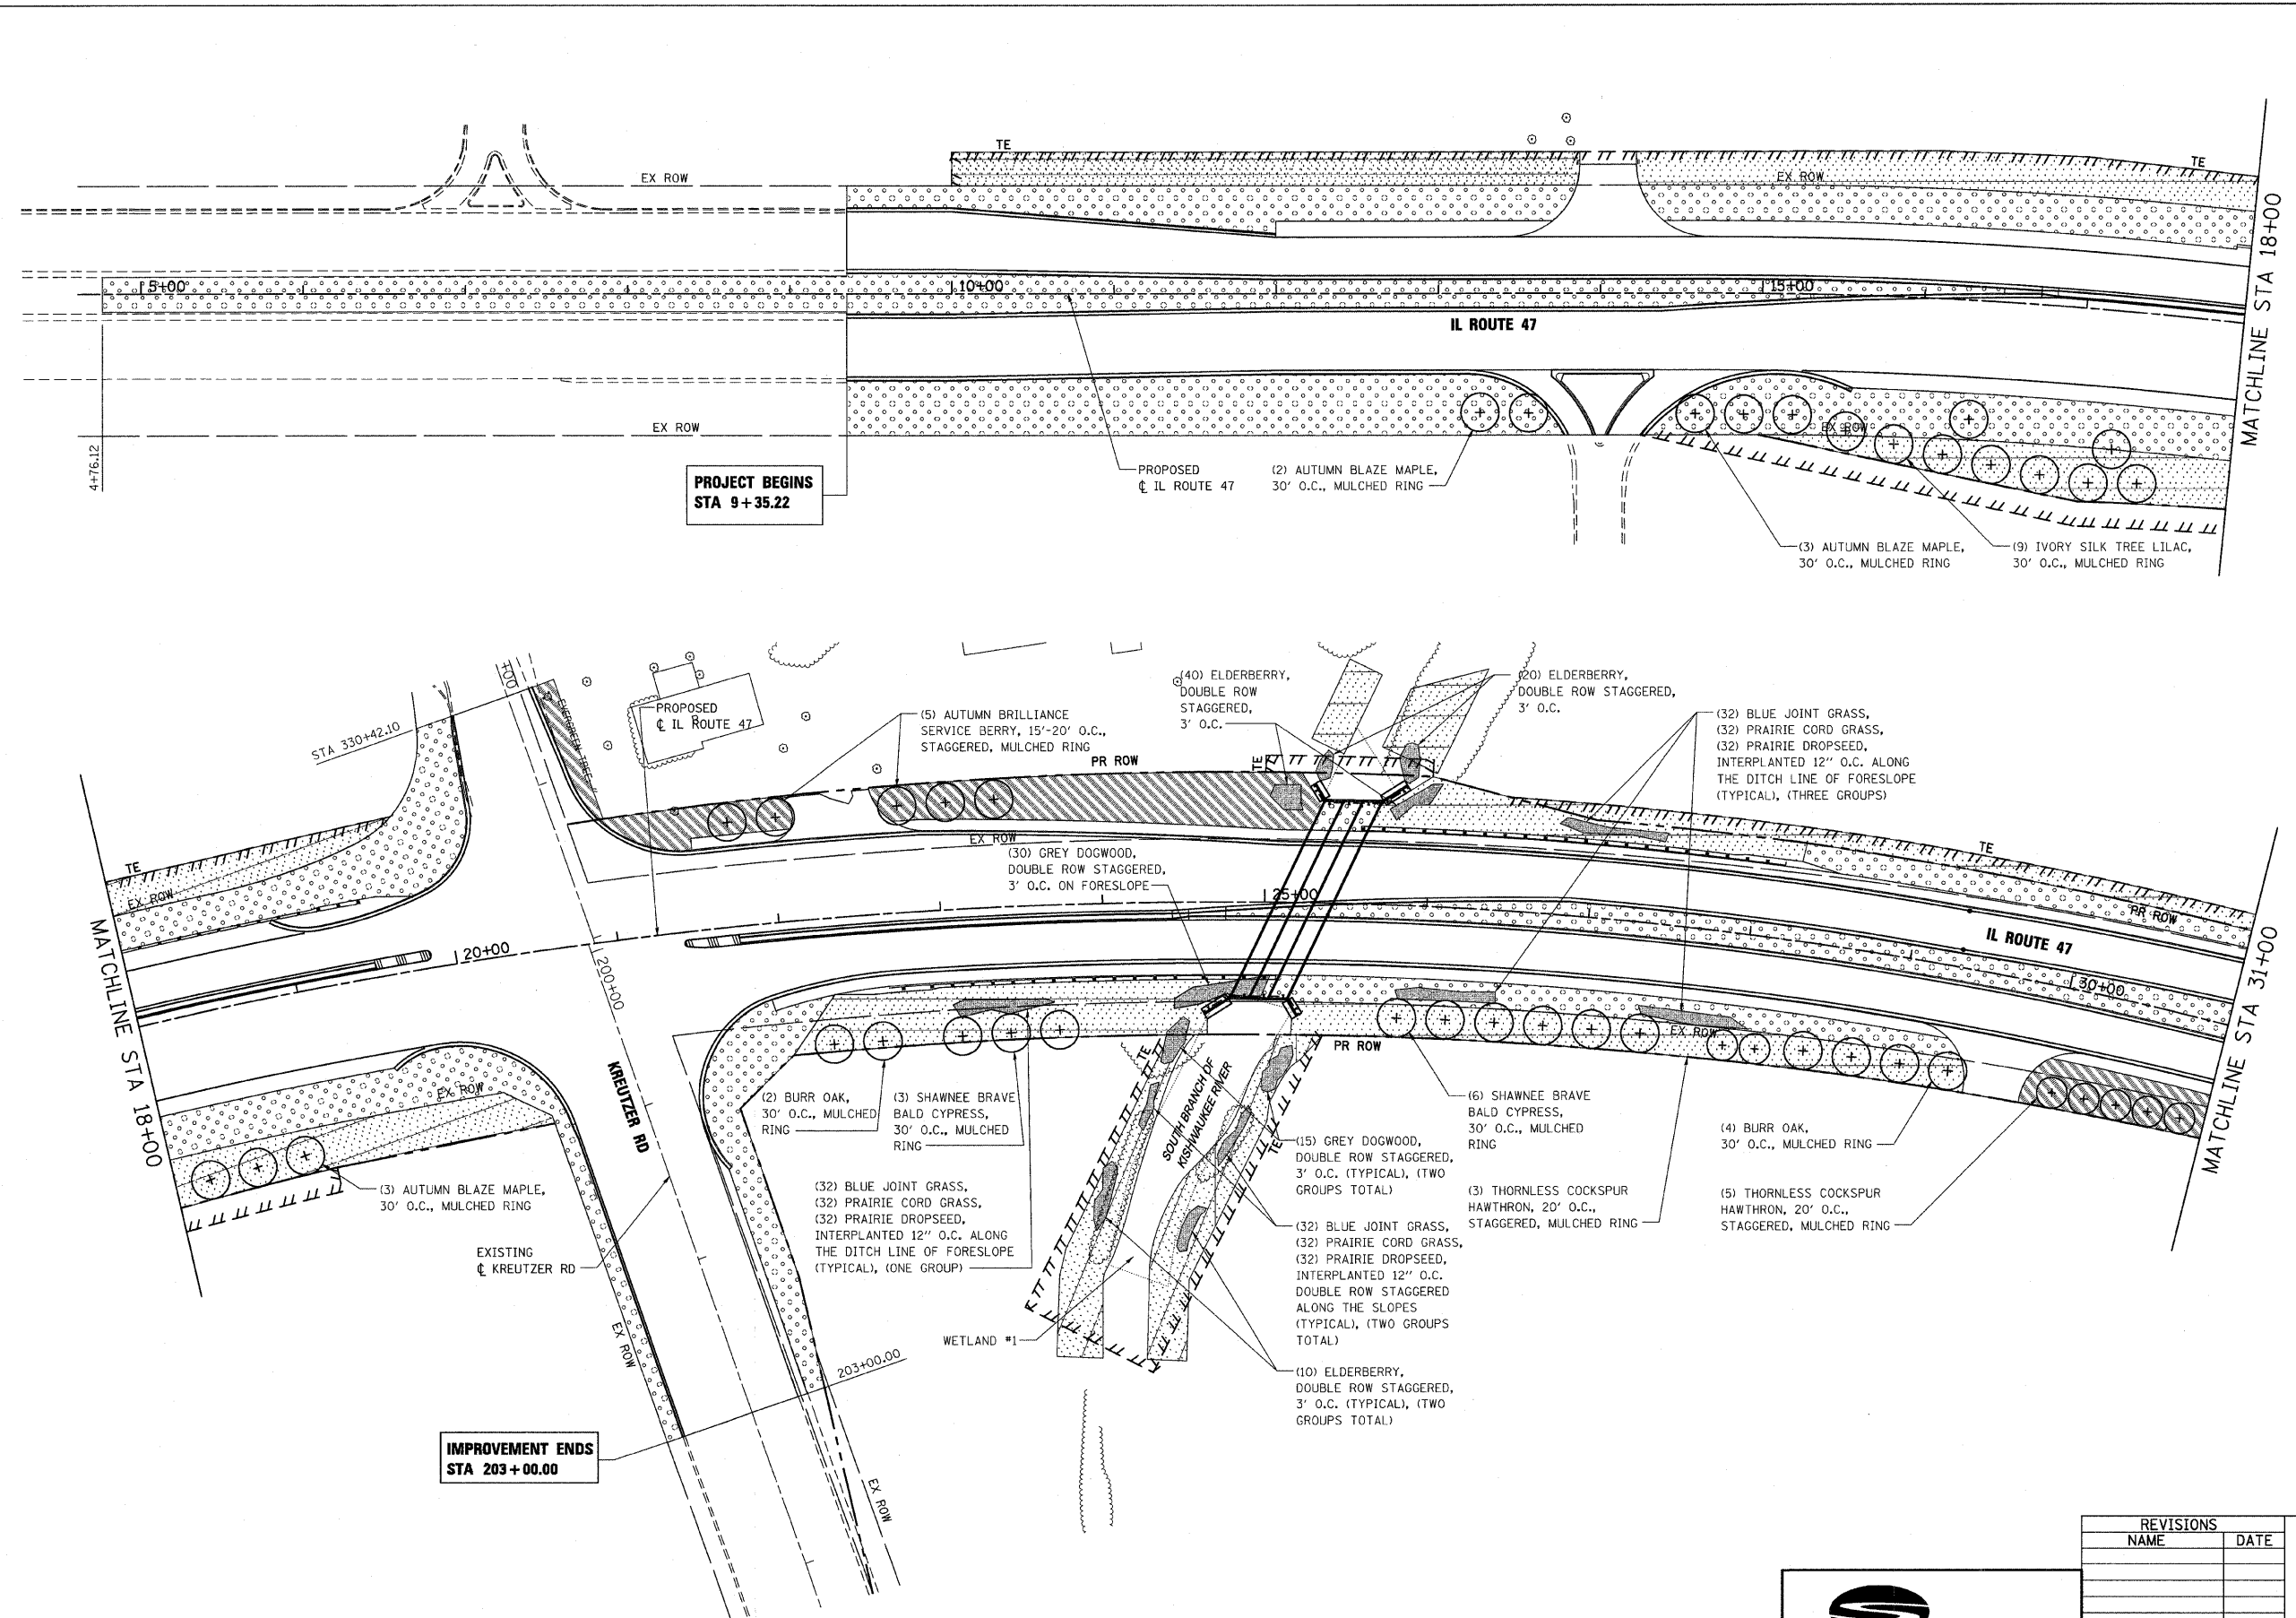 TE
EX ROW
EX ROW
TE
5+00
10+00
15+00
IL ROUTE 47
MATCHLINE STA 18+00
EX ROW
EX ROW
4+76.12
PROJECT BEGINS
STA 9+35.22
PROPOSED
℄ IL ROUTE 47
(2) AUTUMN BLAZE MAPLE,
30' O.C., MULCHED RING
(3) AUTUMN BLAZE MAPLE,
30' O.C., MULCHED RING
(9) IVORY SILK TREE LILAC,
30' O.C., MULCHED RING
+00
STA 330+42.10
EVERGREEN TREE
PROPOSED
℄ IL ROUTE 47
(5) AUTUMN BRILLIANCE
SERVICE BERRY, 15'-20' O.C.,
STAGGERED, MULCHED RING
PR ROW
(40) ELDERBERRY,
DOUBLE ROW
STAGGERED,
3' O.C.
(20) ELDERBERRY,
DOUBLE ROW STAGGERED,
3' O.C.
TE
(32) BLUE JOINT GRASS,
(32) PRAIRIE CORD GRASS,
(32) PRAIRIE DROPSEED,
INTERPLANTED 12" O.C. ALONG
THE DITCH LINE OF FORESLOPE
(TYPICAL), (THREE GROUPS)
TE
EX ROW
EX ROW
(30) GREY DOGWOOD,
DOUBLE ROW STAGGERED,
3' O.C. ON FORESLOPE
TE
PR ROW
IL ROUTE 47
MATCHLINE STA 18+00
20+00
200+00
25+00
30+00
MATCHLINE STA 31+00
EX ROW
KREUTZER RD
EX ROW
PR ROW
TE
SOUTH BRANCH OF
KISHWAUKEE RIVER
TE
(2) BURR OAK,
30' O.C., MULCHED
RING
(3) SHAWNEE BRAVE
BALD CYPRESS,
30' O.C., MULCHED
RING
(6) SHAWNEE BRAVE
BALD CYPRESS,
30' O.C., MULCHED
RING
(4) BURR OAK,
30' O.C., MULCHED RING
(15) GREY DOGWOOD,
DOUBLE ROW STAGGERED,
3' O.C. (TYPICAL), (TWO
GROUPS TOTAL)
(3) AUTUMN BLAZE MAPLE,
30' O.C., MULCHED RING
(32) BLUE JOINT GRASS,
(32) PRAIRIE CORD GRASS,
(32) PRAIRIE DROPSEED,
INTERPLANTED 12" O.C. ALONG
THE DITCH LINE OF FORESLOPE
(TYPICAL), (ONE GROUP)
(3) THORNLESS COCKSPUR
HAWTHRON, 20' O.C.,
STAGGERED, MULCHED RING
(5) THORNLESS COCKSPUR
HAWTHRON, 20' O.C.,
STAGGERED, MULCHED RING
(32) BLUE JOINT GRASS,
(32) PRAIRIE CORD GRASS,
(32) PRAIRIE DROPSEED,
INTERPLANTED 12" O.C.
DOUBLE ROW STAGGERED
ALONG THE SLOPES
(TYPICAL), (TWO GROUPS
TOTAL)
EXISTING
℄ KREUTZER RD
EX ROW
WETLAND #1
203+00.00
(10) ELDERBERRY,
DOUBLE ROW STAGGERED,
3' O.C. (TYPICAL), (TWO
GROUPS TOTAL)
IMPROVEMENT ENDS
STA 203+00.00
EX ROW
REVISIONS
NAME DATE